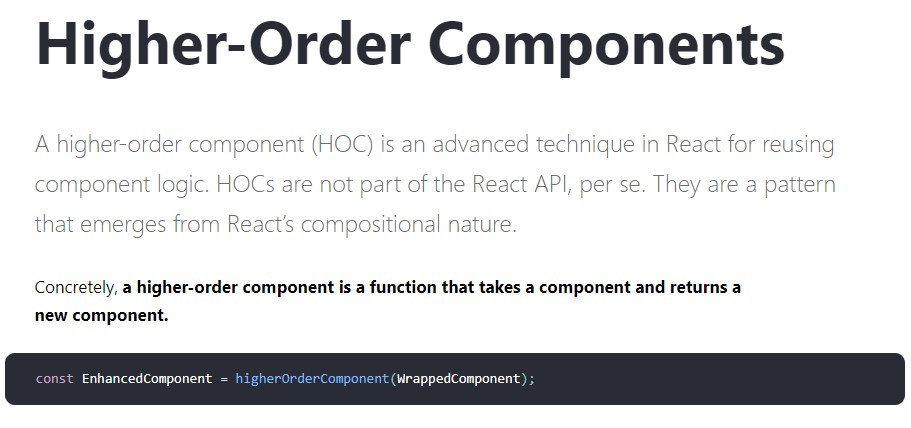 Higher-Order Components
A higher-order component (HOC) is an advanced technique in React for reusing
component logic. HOCs are not part of the React API, per se. They are a pattern
that emerges from React’s compositional nature.
Concretely, a higher-order component is a function that takes a component and returns a
new component.
const EnhancedComponent = higherOrderComponent(WrappedComponent);